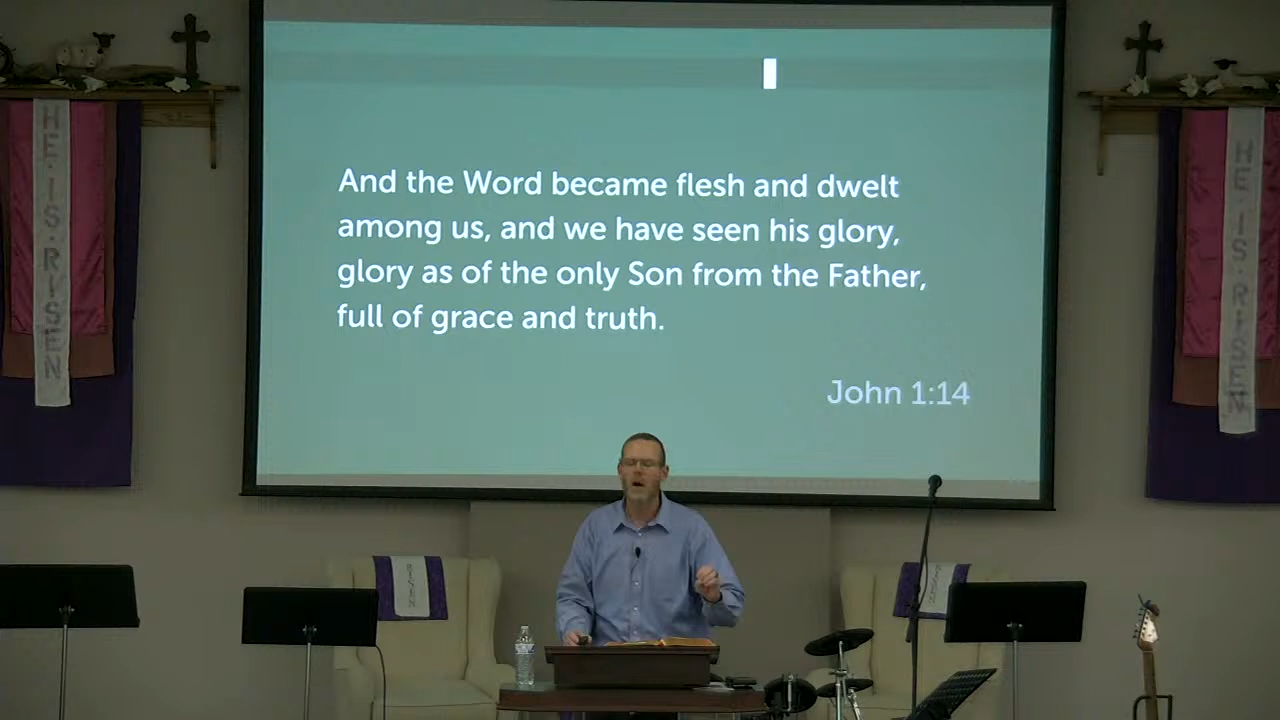 And the Word became flesh and dwelt
among us, and we have seen his glory,
glory as of the only Son from the Father,
full of grace and truth.
John 1:14
HE·IS·RISEN
HE·IS·RISEN